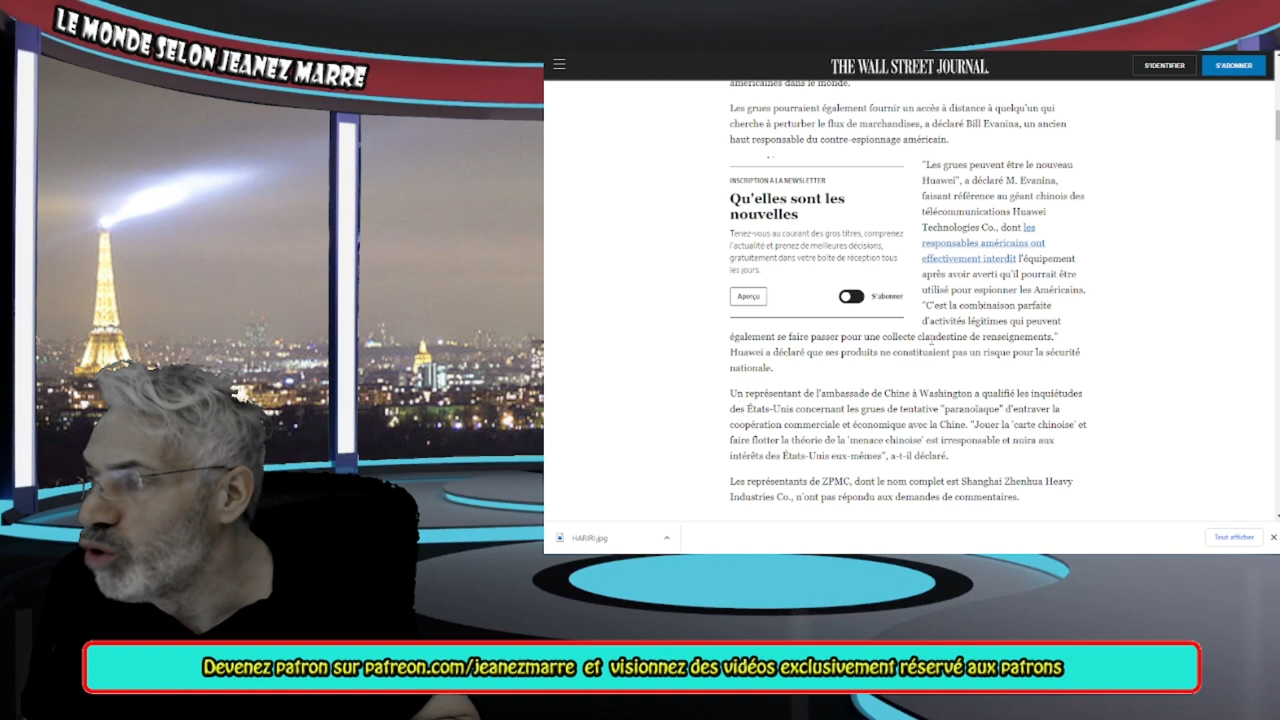 LE MONDE SELON JEANEZ MARRE
THE WALL STREET JOURNAL.
S'IDENTIFIER
S'ABONNER
américaines dans le monde.
Les grues pourraient également fournir un accès à distance à quelqu'un qui
cherche à perturber le flux de marchandises, a déclaré Bill Evanina, un ancien
haut responsable du contre-espionnage américain.
INSCRIPTION À LA NEWSLETTER
Qu'elles sont les
nouvelles
Tenez-vous au courant des gros titres, comprenez
l'actualité et prenez de meilleures décisions,
gratuitement dans votre boîte de réception tous
les jours.
Aperçu
S'abonner
"Les grues peuvent être le nouveau
Huawei", a déclaré M. Evanina,
faisant référence au géant chinois des
télécommunications Huawei
Technologies Co., dont les
responsables américains ont
effectivement interdit l'équipement
après avoir averti qu'il pourrait être
utilisé pour espionner les Américains.
"C'est la combinaison parfaite
d'activités légitimes qui peuvent
également se faire passer pour une collecte clandestine de renseignements."
Huawei a déclaré que ses produits ne constituaient pas un risque pour la sécurité
nationale.
Un représentant de l'ambassade de Chine à Washington a qualifié les inquiétudes
des États-Unis concernant les grues de tentative "paranoïaque" d'entraver la
coopération commerciale et économique avec la Chine. "Jouer la 'carte chinoise' et
faire flotter la théorie de la 'menace chinoise' est irresponsable et nuira aux
intérêts des États-Unis eux-mêmes", a-t-il déclaré.
Les représentants de ZPMC, dont le nom complet est Shanghai Zhenhua Heavy
Industries Co., n'ont pas répondu aux demandes de commentaires.
HARIRI.jpg
Tout afficher
Devenez patron sur patreon.com/jeanezmarre et visionnez des vidéos exclusivement réservé aux patrons